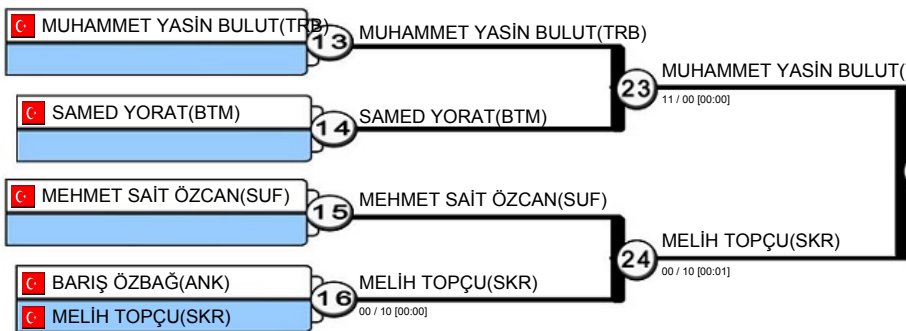 MUHAMMET YASİN BULUT(TRB)
13
MUHAMMET YASİN BULUT(TRB)
23
MUHAMMET YASİN BULUT(
11 / 00 [00:00]
SAMED YORAT(BTM)
14
SAMED YORAT(BTM)
MEHMET SAİT ÖZCAN(SUF)
15
MEHMET SAİT ÖZCAN(SUF)
24
MELİH TOPÇU(SKR)
00 / 10 [00:01]
BARIŞ ÖZBAĞ(ANK)
16
MELİH TOPÇU(SKR)
00 / 10 [00:00]
MELİH TOPÇU(SKR)